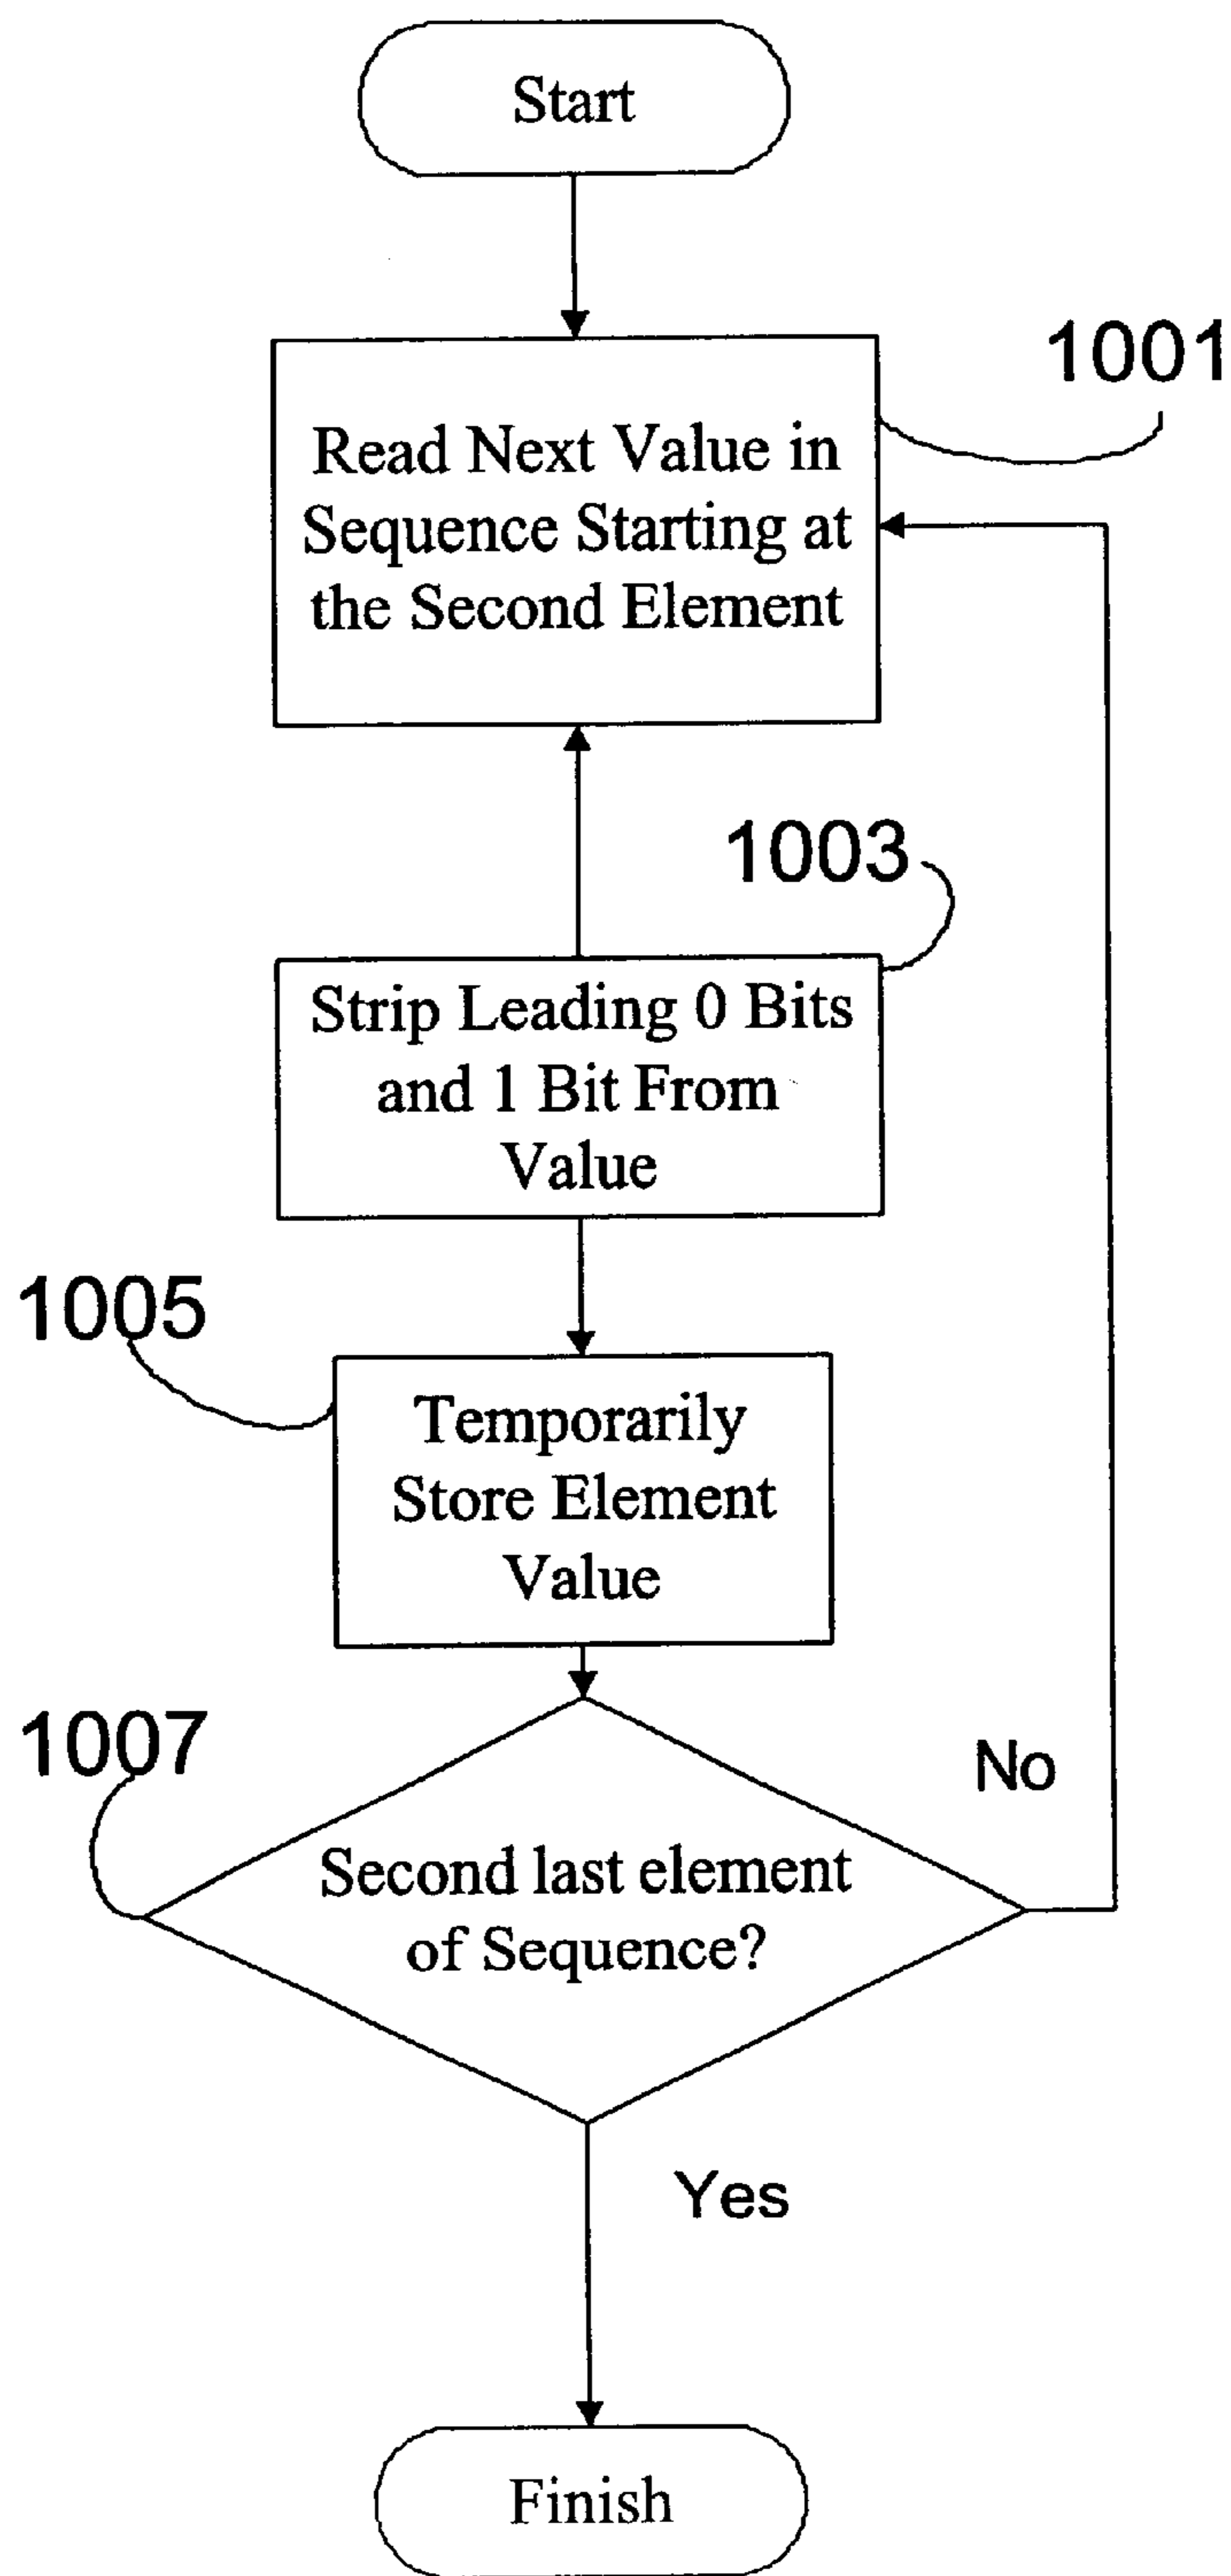 Start
1001
Read Next Value in
Sequence Starting at
the Second Element
1003
Strip Leading 0 Bits
and 1 Bit From
Value
1005
Temporarily
Store Element
Value
1007
No
Second last element
of Sequence?
Yes
Finish